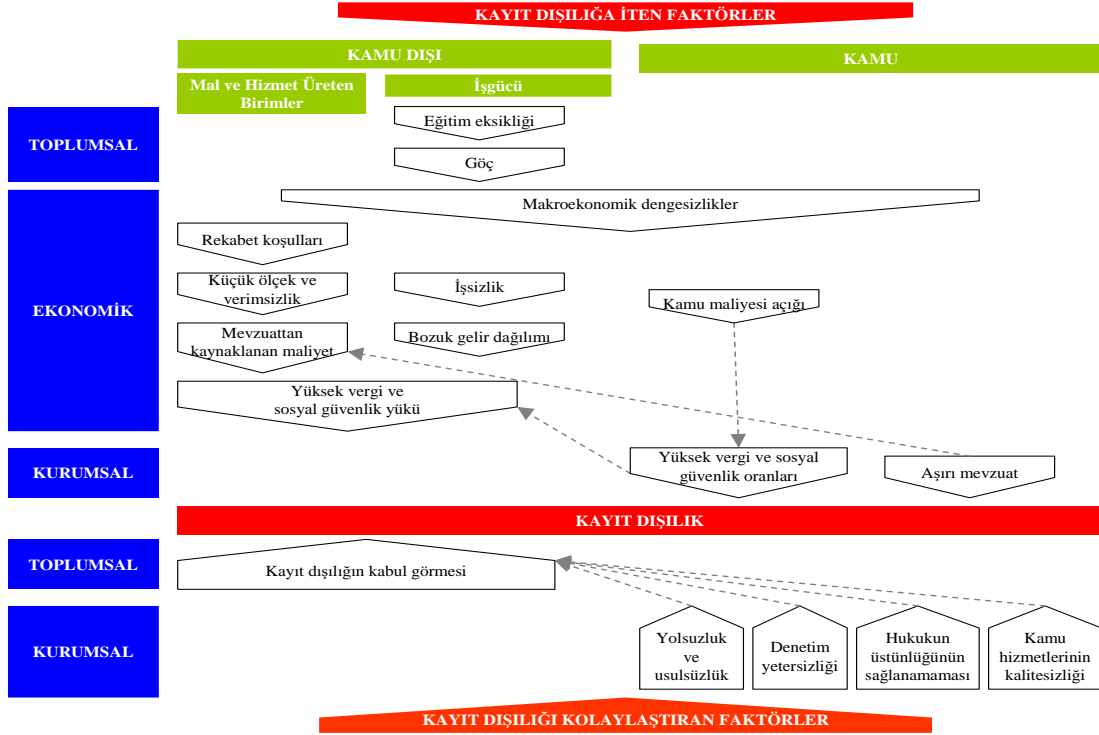 KAYIT DIŞILIĞA İTEN FAKTÖRLER
KAMU DIŞI
KAMU
Mal ve Hizmet Üreten
Birimler
İşgücü
TOPLUMSAL
Eğitim eksikliği
Göç
EKONOMİK
Makroekonomik dengesizlikler
Rekabet koşulları
Küçük ölçek ve
verimsizlik
İşsizlik
Kamu maliyesi açığı
Mevzuattan
kaynaklanan maliyet
Bozuk gelir dağılımı
Yüksek vergi ve
sosyal güvenlik yükü
KURUMSAL
Yüksek vergi ve sosyal
güvenlik oranları
Aşırı mevzuat
KAYIT DIŞILIK
TOPLUMSAL
Kayıt dışılığın kabul görmesi
KURUMSAL
Yolsuzluk
ve
usulsüzlük
Denetim
yetersizliği
Hukukun
üstünlüğünün
sağlanamaması
Kamu
hizmetlerinin
kalitesizliği
KAYIT DIŞILIĞI KOLAYLAŞTIRAN FAKTÖRLER